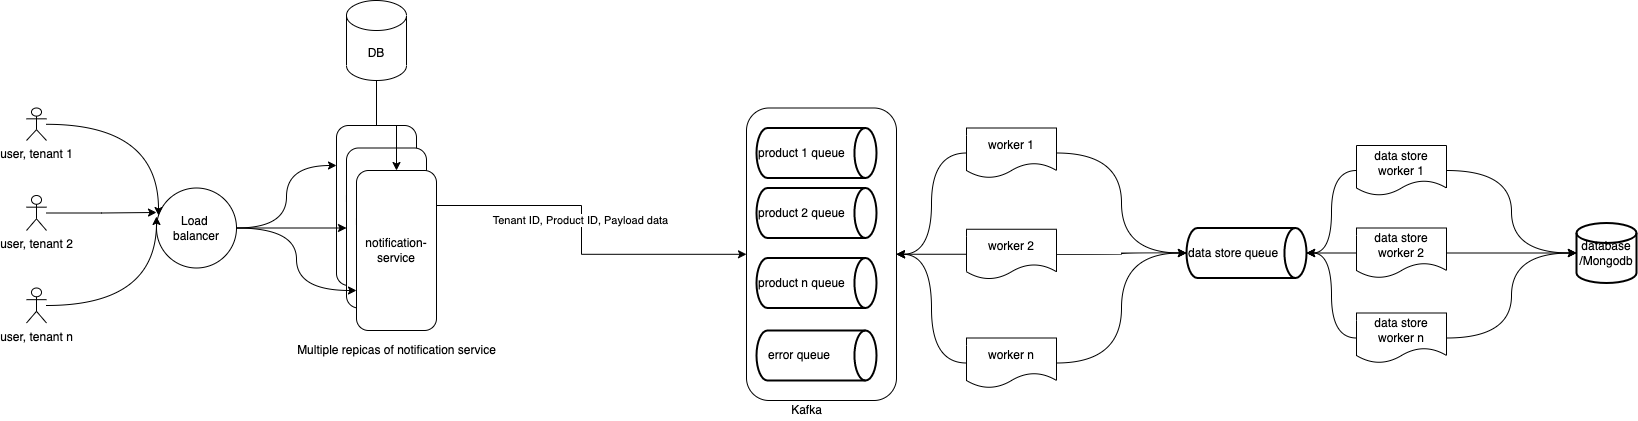 DB
user, tenant 1
user, tenant 2
user, tenant n
Load
balancer
notification-
service
Multiple repicas of notification service
Tenant ID, Product ID, Payload data
product 1 queue
product 2 queue
product n queue
error queue
Kafka
worker 1
worker 2
worker n
data store queue
data store
worker 1
data store
worker 2
data store
worker n
database
/Mongodb